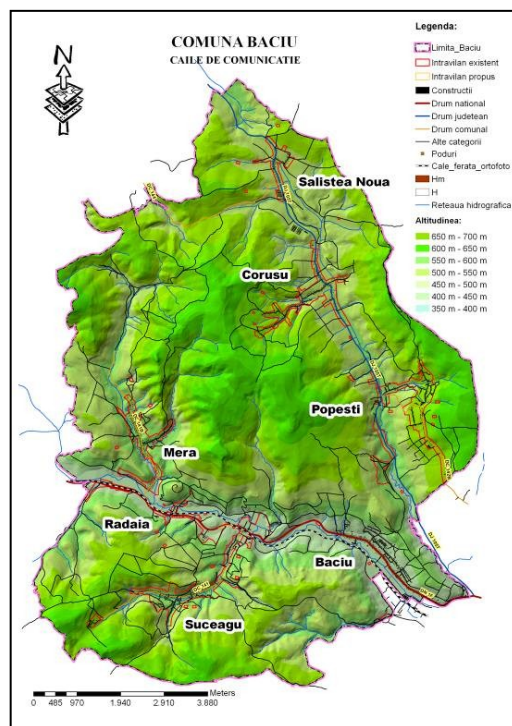 COMUNA BACIU
CAILE DE COMUNICATIE
N
Legenda:
Limita_Baciu
Intravilan existent
Intravilan propus
Constructii
Drum national
Drum judetean
Drum comunal
Alte categorii
Poduri
Cale_ferata_ortofoto
Hm
H
Reteaua hidrografica
Altitudinea:
650 m - 700 m
600 m - 650 m
550 m - 600 m
500 m - 550 m
450 m - 500 m
400 m - 450 m
350 m - 400 m
Salistea Noua
Corusu
Popesti
Mera
Radaia
Baciu
Suceagu
Meters
0 485 970 1.940 2.910 3.880